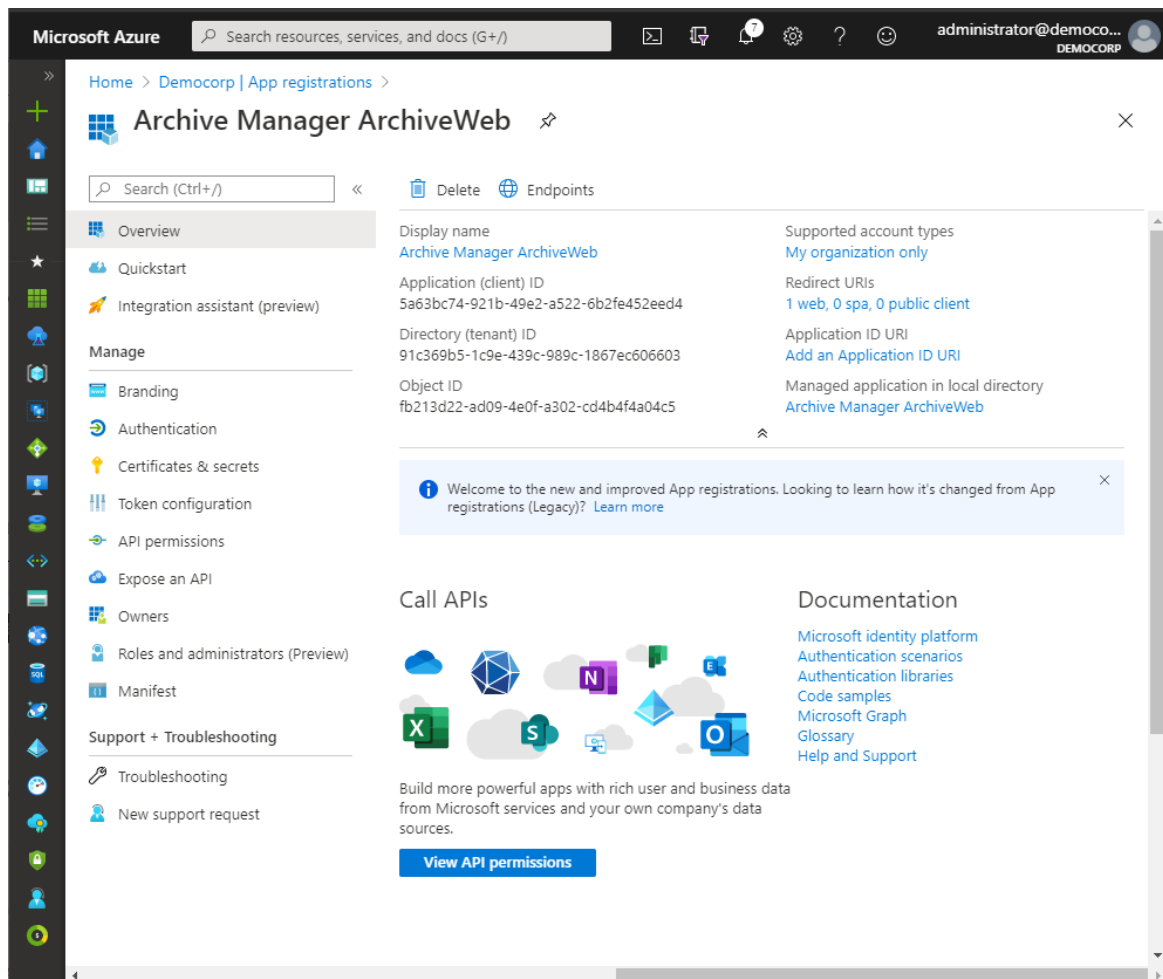 Microsoft Azure
Search resources, services, and docs (G+/)
7
administrator@democo...
DEMOCORP
Home > Democorp | App registrations >
Archive Manager ArchiveWeb
Search (Ctrl+/)
Delete
Endpoints
Overview
Quickstart
Integration assistant (preview)
Manage
Branding
Authentication
Certificates & secrets
Token configuration
API permissions
Expose an API
Owners
Roles and administrators (Preview)
Manifest
Support + Troubleshooting
Troubleshooting
New support request
Display name
Archive Manager ArchiveWeb
Application (client) ID
5a63bc74-921b-49e2-a522-6b2fe452eed4
Directory (tenant) ID
91c369b5-1c9e-439c-989c-1867ec606603
Object ID
fb213d22-ad09-4e0f-a302-cd4b4f4a04c5
Supported account types
My organization only
Redirect URIs
1 web, 0 spa, 0 public client
Application ID URI
Add an Application ID URI
Managed application in local directory
Archive Manager ArchiveWeb
Welcome to the new and improved App registrations. Looking to learn how it's changed from App
registrations (Legacy)? Learn more
Call APIs
N
E
X
S
O
Build more powerful apps with rich user and business data
from Microsoft services and your own company's data
sources.
View API permissions
Documentation
Microsoft identity platform
Authentication scenarios
Authentication libraries
Code samples
Microsoft Graph
Glossary
Help and Support
SQL